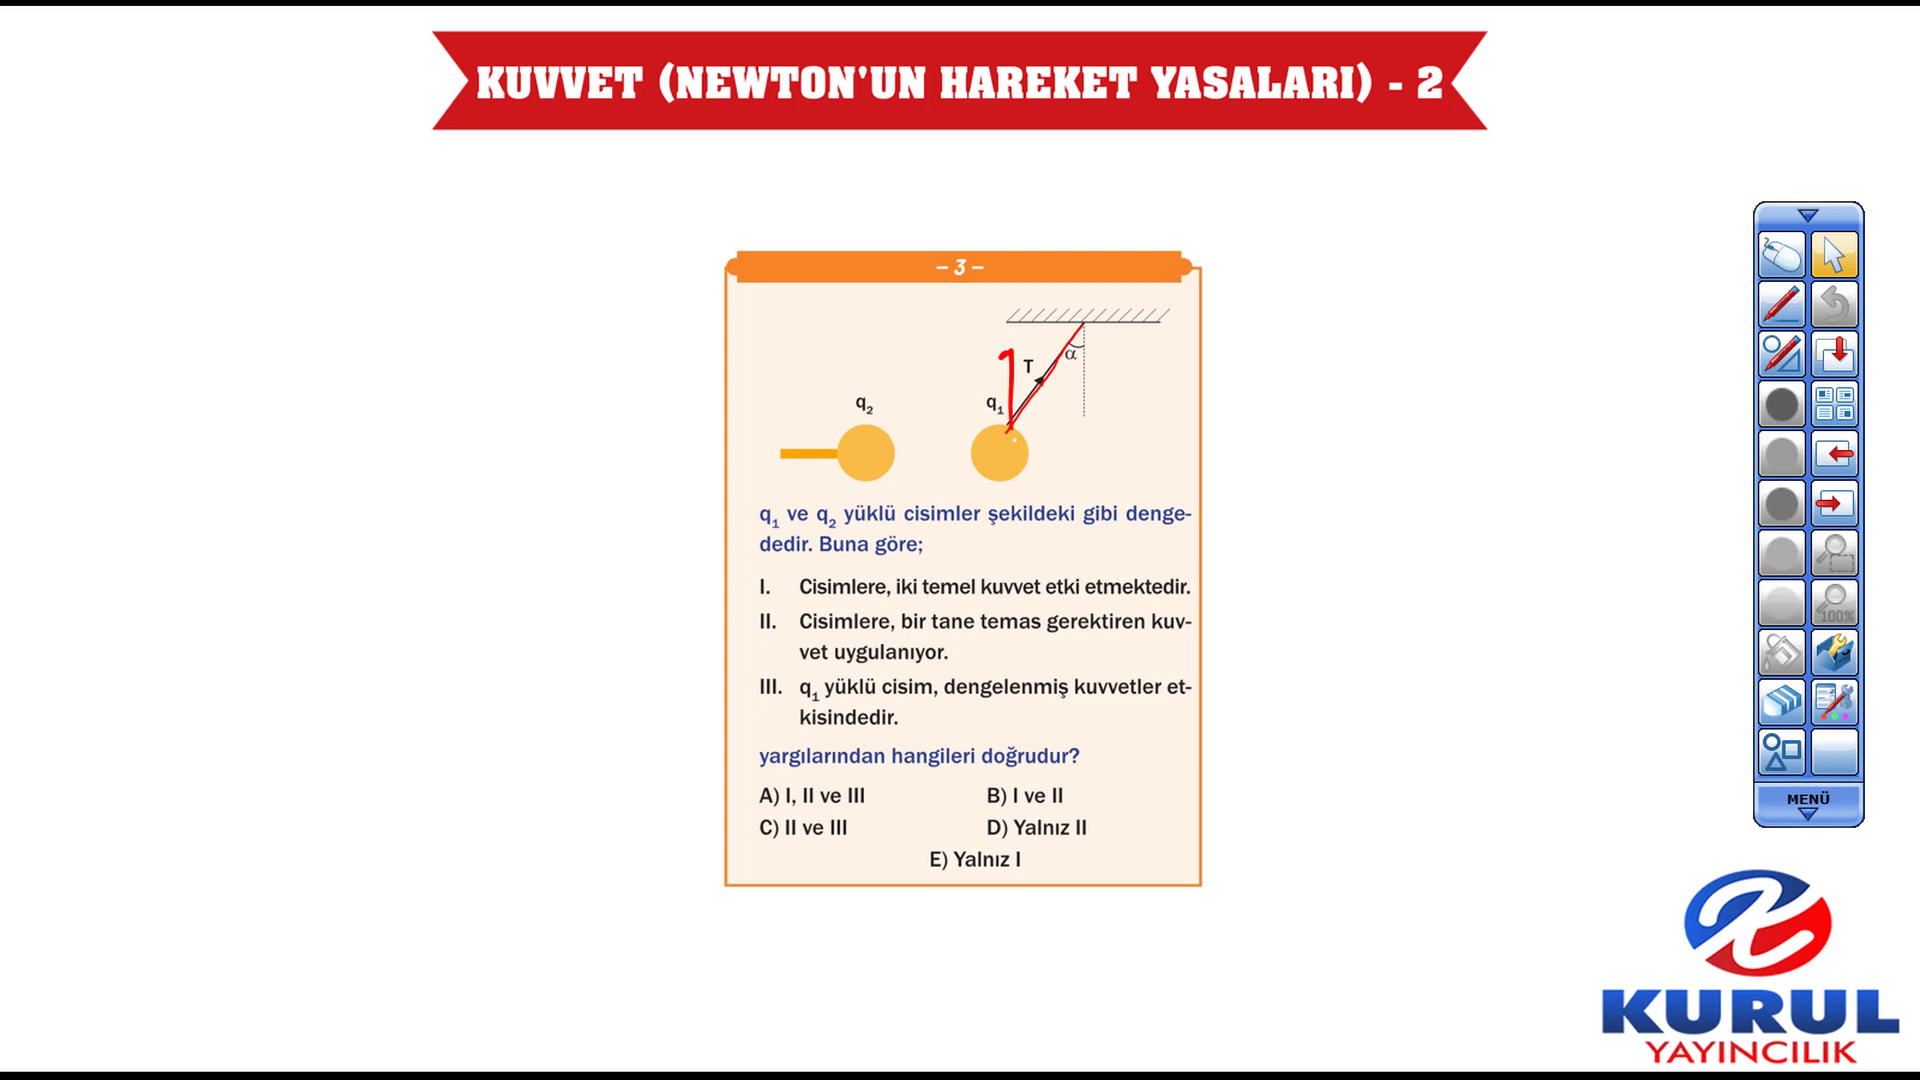 KUVVET (NEWTON'UN HAREKET YASALARI) - 2
– 3 –
α
T
q2
q1
q1 ve q2 yüklü cisimler şekildeki gibi denge-
dedir. Buna göre;
I. Cisimlere, iki temel kuvvet etki etmektedir.
II. Cisimlere, bir tane temas gerektiren kuv-
vet uygulanıyor.
III. q1 yüklü cisim, dengelenmiş kuvvetler et-
kisindedir.
yargılarından hangileri doğrudur?
A) I, II ve III B) I ve II
C) II ve III D) Yalnız II
E) Yalnız I
100%
MENÜ
KURUL
YAYINCILIK